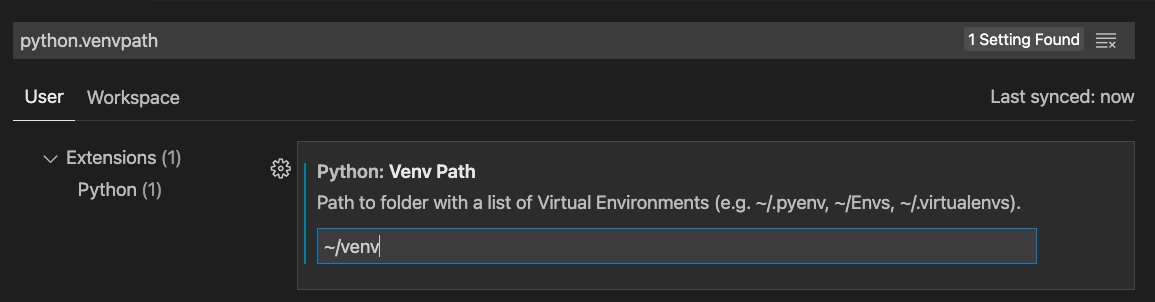 python.venvpath
1 Setting Found
User Workspace Last synced: now
Extensions (1)
Python (1)
Python: Venv Path
Path to folder with a list of Virtual Environments (e.g. ~/.pyenv, ~/Envs, ~/.virtualenvs).
~/venv